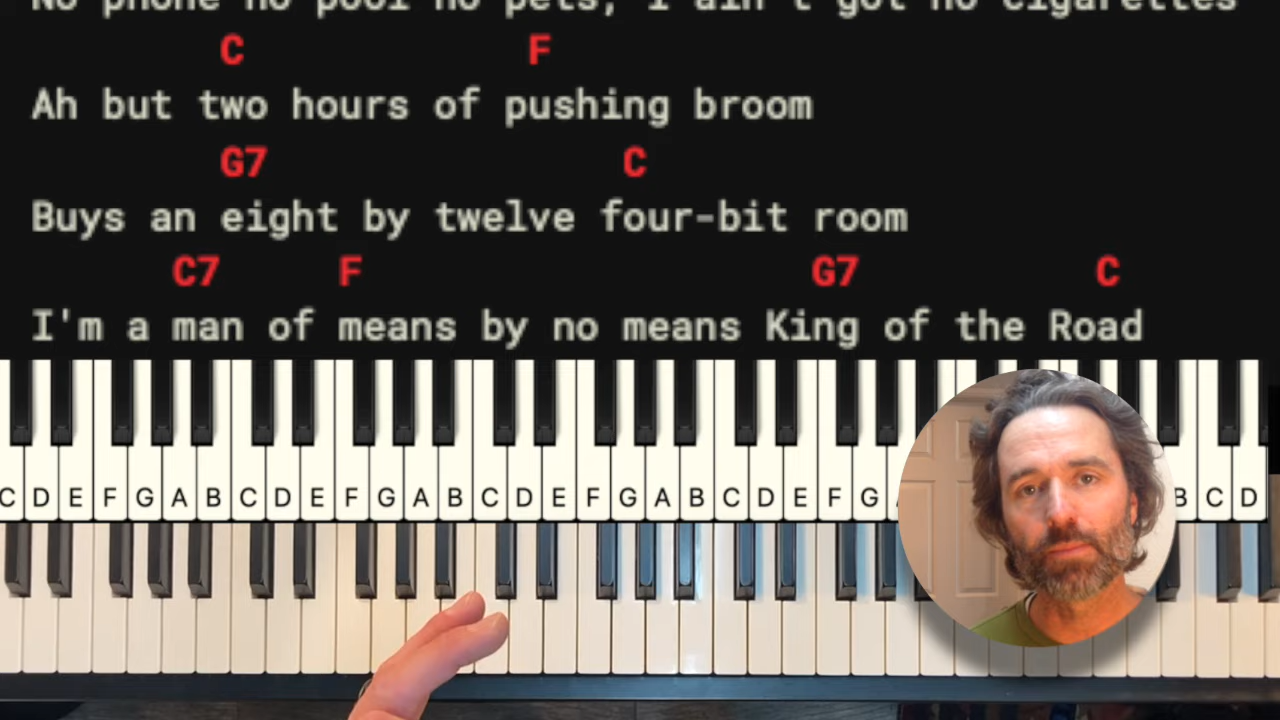 No phone no pool no pets, I ain't got no cigarettes
C F
Ah but two hours of pushing broom
G7 C
Buys an eight by twelve four-bit room
C7 F G7 C
I'm a man of means by no means King of the Road
C D E F G A B C D E F G A B C D E F G A B C D E F G B C D